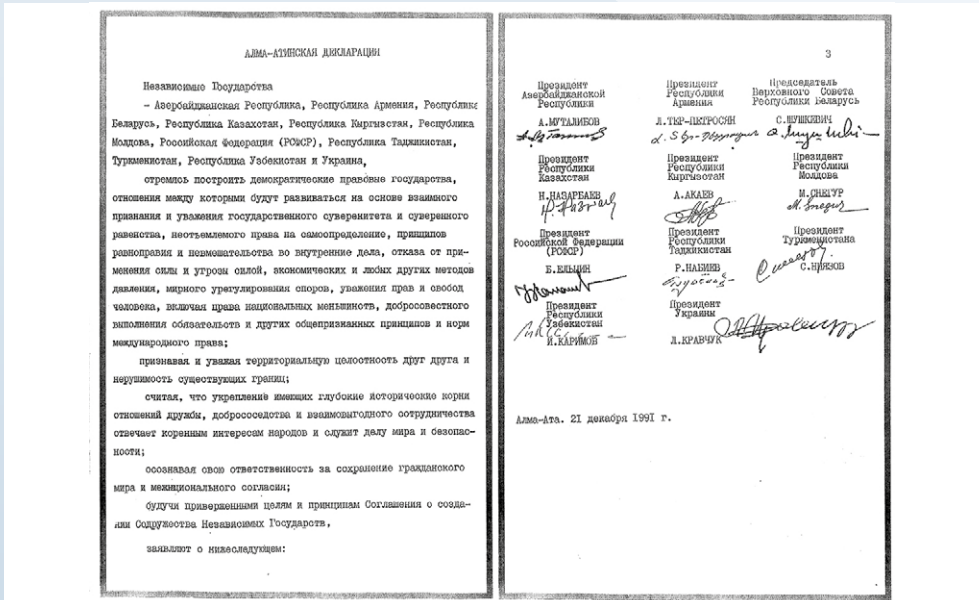 АЛМА-АТИНСКАЯ ДЕКЛАРАЦИЯ
Независимые Государства
- Азербайджанская Республика, Республика Армения, Республика
Беларусь, Республика Казахстан, Республика Кыргызстан, Республика
Молдова, Российская Федерация (РСФСР), Республика Таджикистан,
Туркменистан, Республика Узбекистан и Украина,
стремясь построить демократические правовые государства,
отношения между которыми будут развиваться на основе взаимного
признания и уважения государственного суверенитета и суверенного
равенства, неотъемлемого права на самоопределение, принципов
равноправия и невмешательства во внутренние дела, отказа от при-
менения силы и угрозы силой, экономических и любых других методов
давления, мирного урегулирования споров, уважения прав и свобод
человека, включая права национальных меньшинств, добросовестного
выполнения обязательств и других общепризнанных принципов и норм
международного права;
признавая и уважая территориальную целостность друг друга и
нерушимость существующих границ;
считая, что укрепление имеющих глубокие исторические корни
отношений дружбы, добрососедства и взаимовыгодного сотрудничества
отвечает коренным интересам народов и служит делу мира и безопас-
ности;
осознавая свою ответственность за сохранение гражданского
мира и межнационального согласия;
будучи приверженными целям и принципам Соглашения о созда-
нии Содружества Независимых Государств,
заявляют о нижеследующем:
3
Президент Азербайджанской Республики
А.МУТАЛИБОВ
Президент Республики Армения
Л.ТЕР-ПЕТРОСЯН
Председатель Верховного Совета Республики Беларусь
С.ШУШКЕВИЧ
Президент Республики Казахстан
Н.НАЗАРБАЕВ
Президент Республики Кыргызстан
А.АКАЕВ
Президент Республики Молдова
М.СНЕГУР
Президент Российской Федерации (РСФСР)
Б.ЕЛЬЦИН
Президент Республики Таджикистан
Р.НАБИЕВ
Президент Туркменистана
С.НИЯЗОВ
Президент Республики Узбекистан
И.КАРИМОВ
Президент Украины
Л.КРАВЧУК
Алма-Ата. 21 декабря 1991 г.